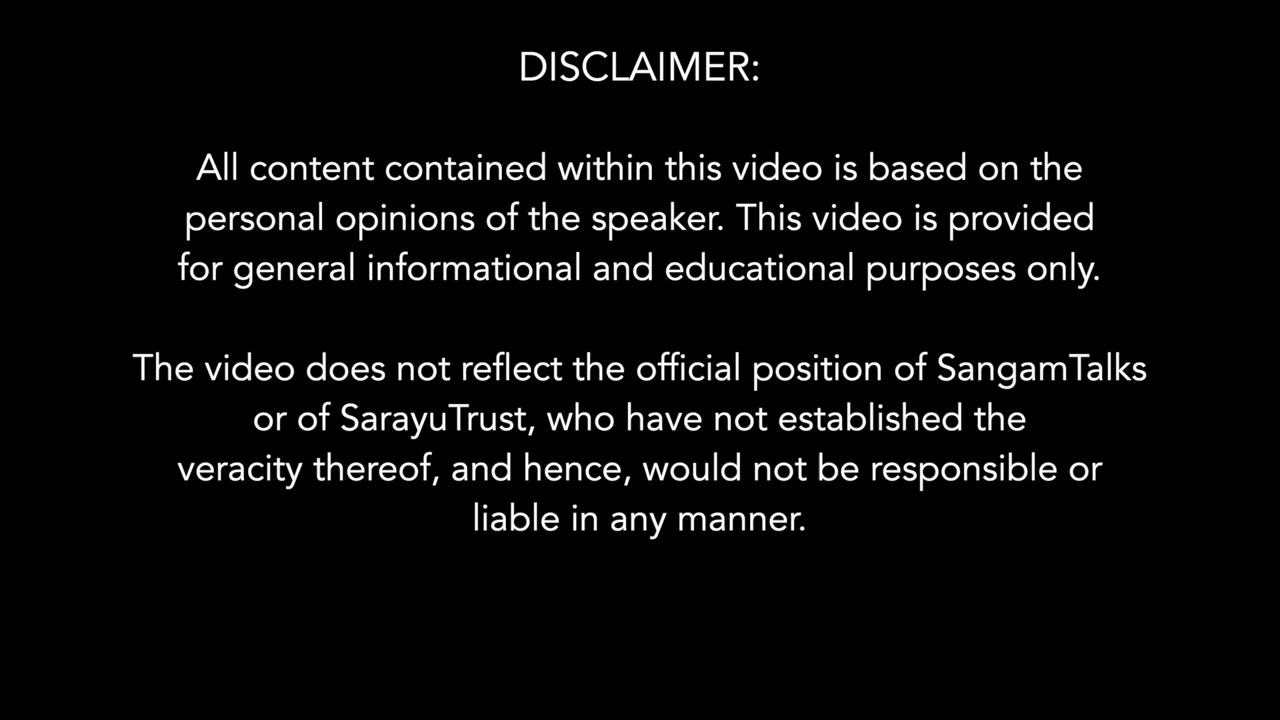 DISCLAIMER:
All content contained within this video is based on the
personal opinions of the speaker. This video is provided
for general informational and educational purposes only.
The video does not reflect the official position of SangamTalks
or of SarayuTrust, who have not established the
veracity thereof, and hence, would not be responsible or
liable in any manner.